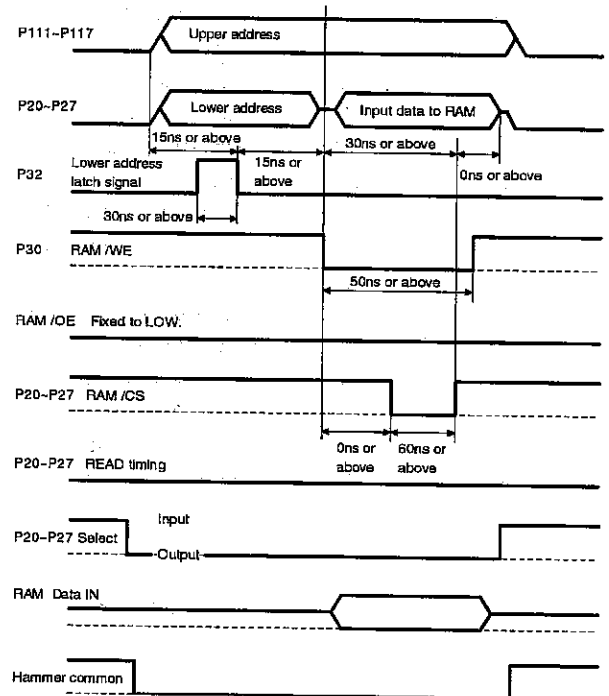 P111~P117 Upper address
P20~P27 Lower address Input data to RAM
15ns or above 15ns or above 30ns or above 0ns or above
P32 Lower address latch signal
30ns or above
P30 RAM /WE
50ns or above
RAM /OE Fixed to LOW.
P20~P27 RAM /CS
0ns or above 60ns or above
P20~P27 READ timing
P20~P27 Select Input
Output
RAM Data IN
Hammer common